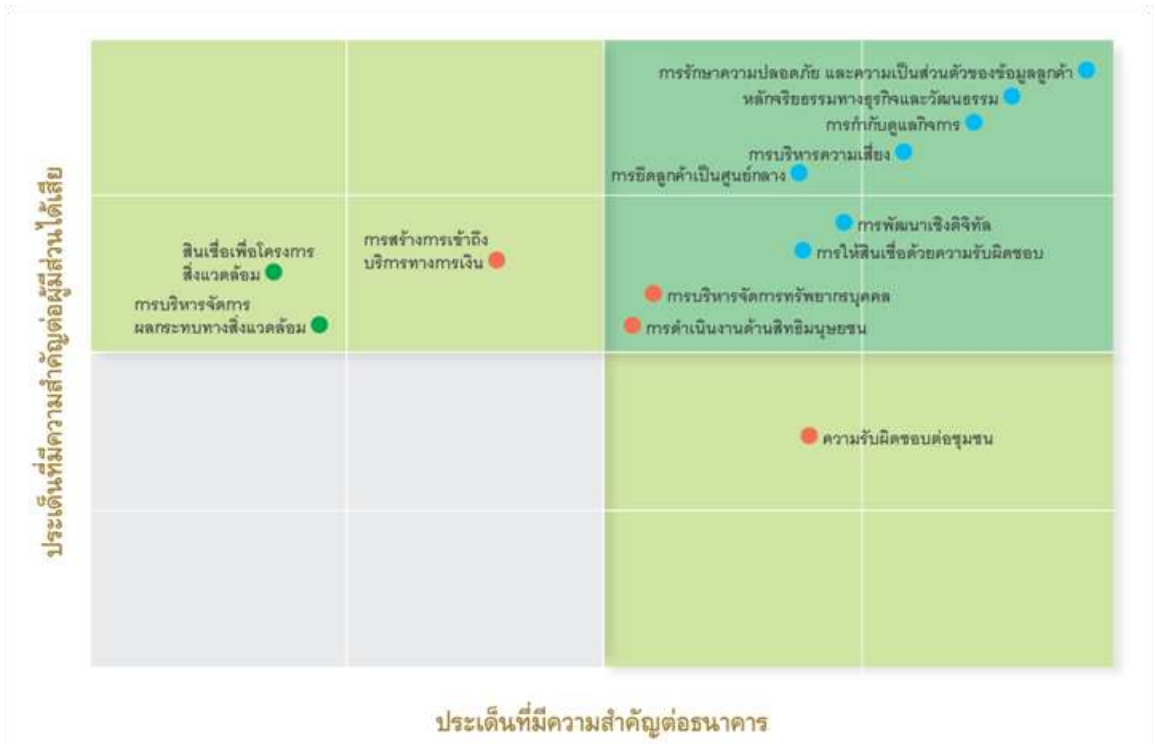 ประเด็นที่มีความสำคัญต่อผู้มีส่วนได้เสีย
การรักษาความปลอดภัย และความเป็นส่วนตัวของข้อมูลลูกค้า
หลักจริยธรรมทางธุรกิจและวัฒนธรรม
การกำกับดูแลกิจการ
การบริหารความเสี่ยง
การยึดลูกค้าเป็นศูนย์กลาง
การพัฒนาเชิงดิจิทัล
การให้สินเชื่อด้วยความรับผิดชอบ
สินเชื่อเพื่อโครงการ
สิ่งแวดล้อม
การสร้างการเข้าถึง
บริการทางการเงิน
การบริหารจัดการ
ผลกระทบทางสิ่งแวดล้อม
การบริหารจัดการทรัพยากรบุคคล
การดำเนินงานด้านสิทธิมนุษยชน
ความรับผิดชอบต่อชุมชน
ประเด็นที่มีความสำคัญต่อธนาคาร